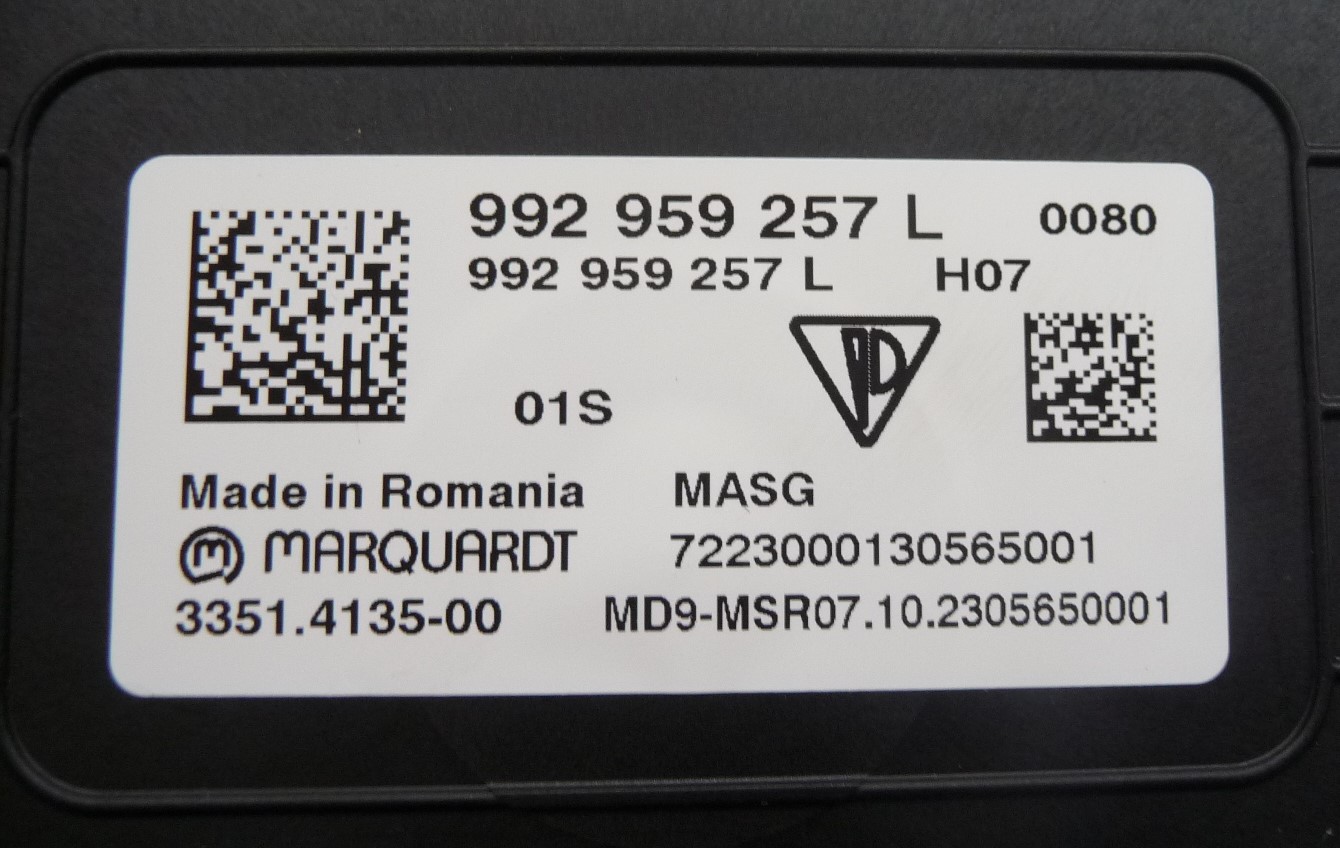 992 959 257 L 0080
992 959 257 L H07
01S
Made in Romania MASG
MARQUARDT 7223000130565001
3351.4135-00 MD9-MSR07.10.2305650001